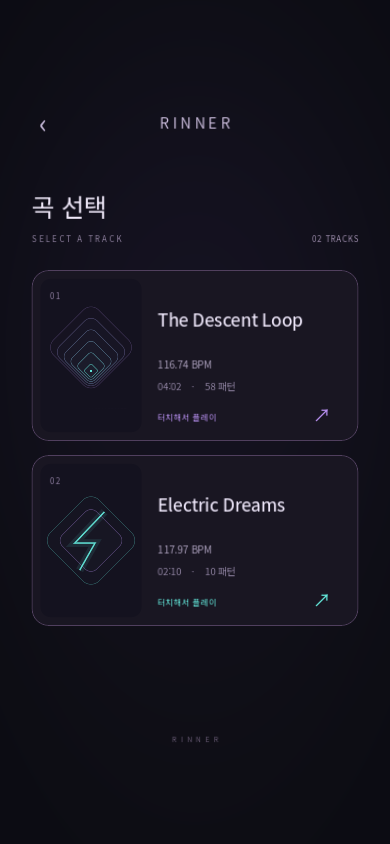 RINNER
곡 선택
SELECT A TRACK
02 TRACKS
01
The Descent Loop
116.74 BPM
04:02 · 58 패턴
터치해서 플레이
02
Electric Dreams
117.97 BPM
02:10 · 10 패턴
터치해서 플레이
RINNER